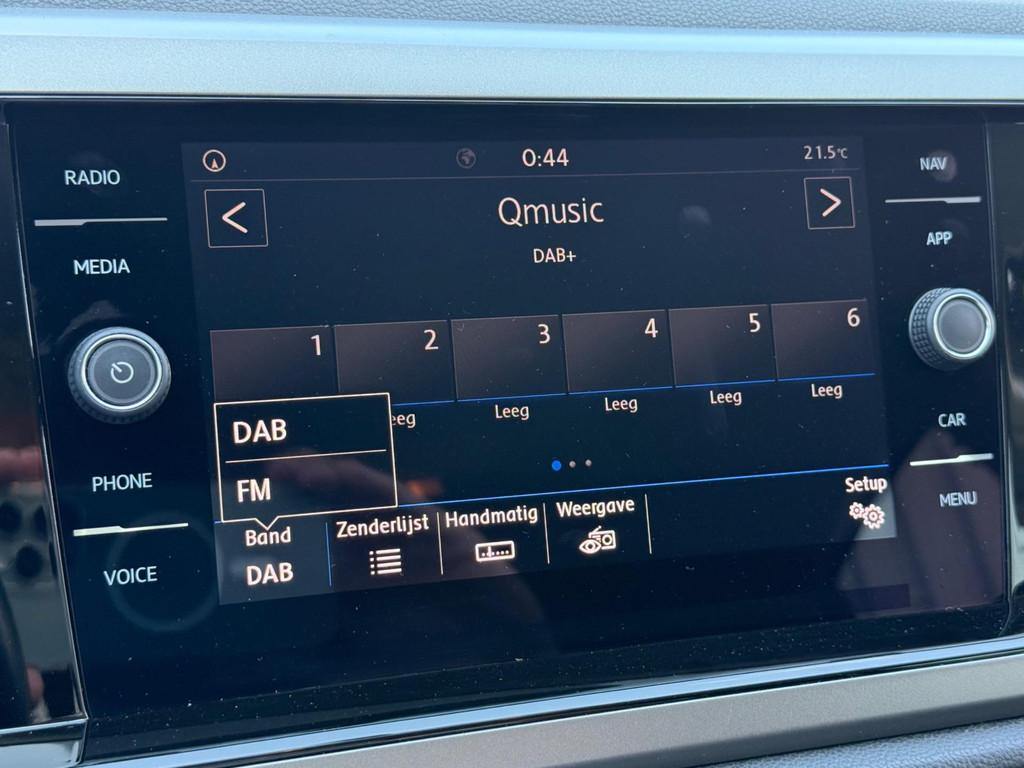 RADIO
MEDIA
PHONE
VOICE
0:44
21.5°C
<
Qmusic
>
DAB+
1
2
3
4
5
6
eeg
Leeg
Leeg
Leeg
Leeg
DAB
FM
Band
DAB
Zenderlijst
Handmatig
Weergave
Setup
NAV
APP
CAR
MENU